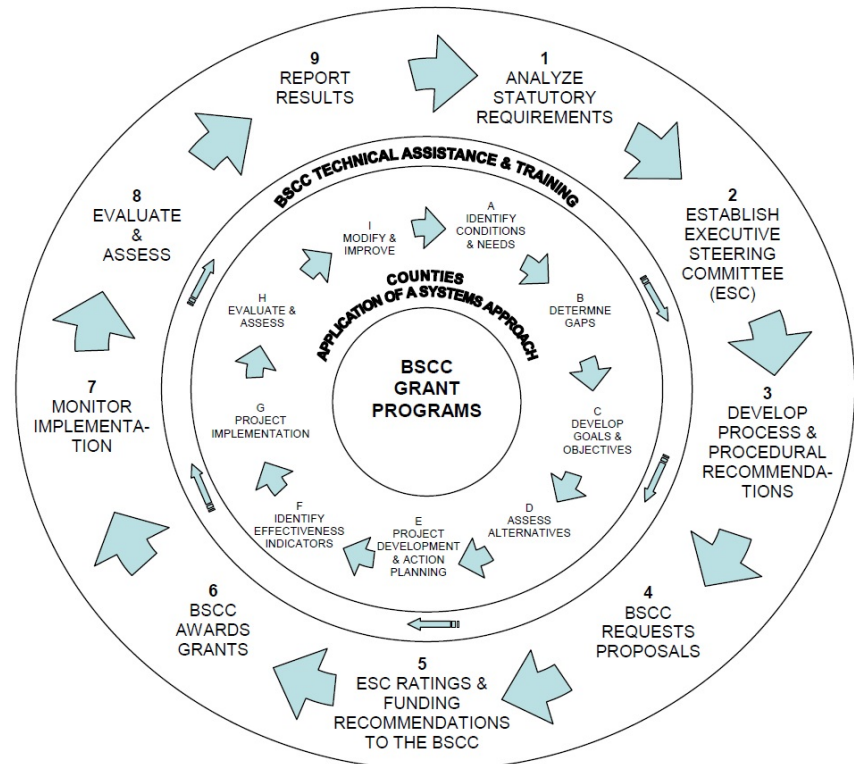 1
ANALYZE
STATUTORY
REQUIREMENTS
2
ESTABLISH
EXECUTIVE
STEERING
COMMITTEE
(ESC)
3
DEVELOP
PROCESS &
PROCEDURAL
RECOMMENDA-
TIONS
4
BSCC
REQUESTS
PROPOSALS
5
ESC RATINGS &
FUNDING
RECOMMENDATIONS
TO THE BSCC
6
BSCC
AWARDS
GRANTS
7
MONITOR
IMPLEMENTA-
TION
8
EVALUATE
&
ASSESS
9
REPORT
RESULTS
BSCC TECHNICAL ASSISTANCE & TRAINING
A
IDENTIFY
CONDITIONS
& NEEDS
B
DETERMNE
GAPS
C
DEVELOP
GOALS &
OBJECTIVES
D
ASSESS
ALTERNATIVES
E
PROJECT
DEVELOPMENT
& ACTION
PLANNING
F
IDENTIFY
EFFECTIVENESS
INDICATORS
G
PROJECT
IMPLEMENTATION
H
EVALUATE &
ASSESS
I
MODIFY &
IMPROVE
COUNTIES
APPLICATION OF A SYSTEMS APPROACH
BSCC
GRANT
PROGRAMS